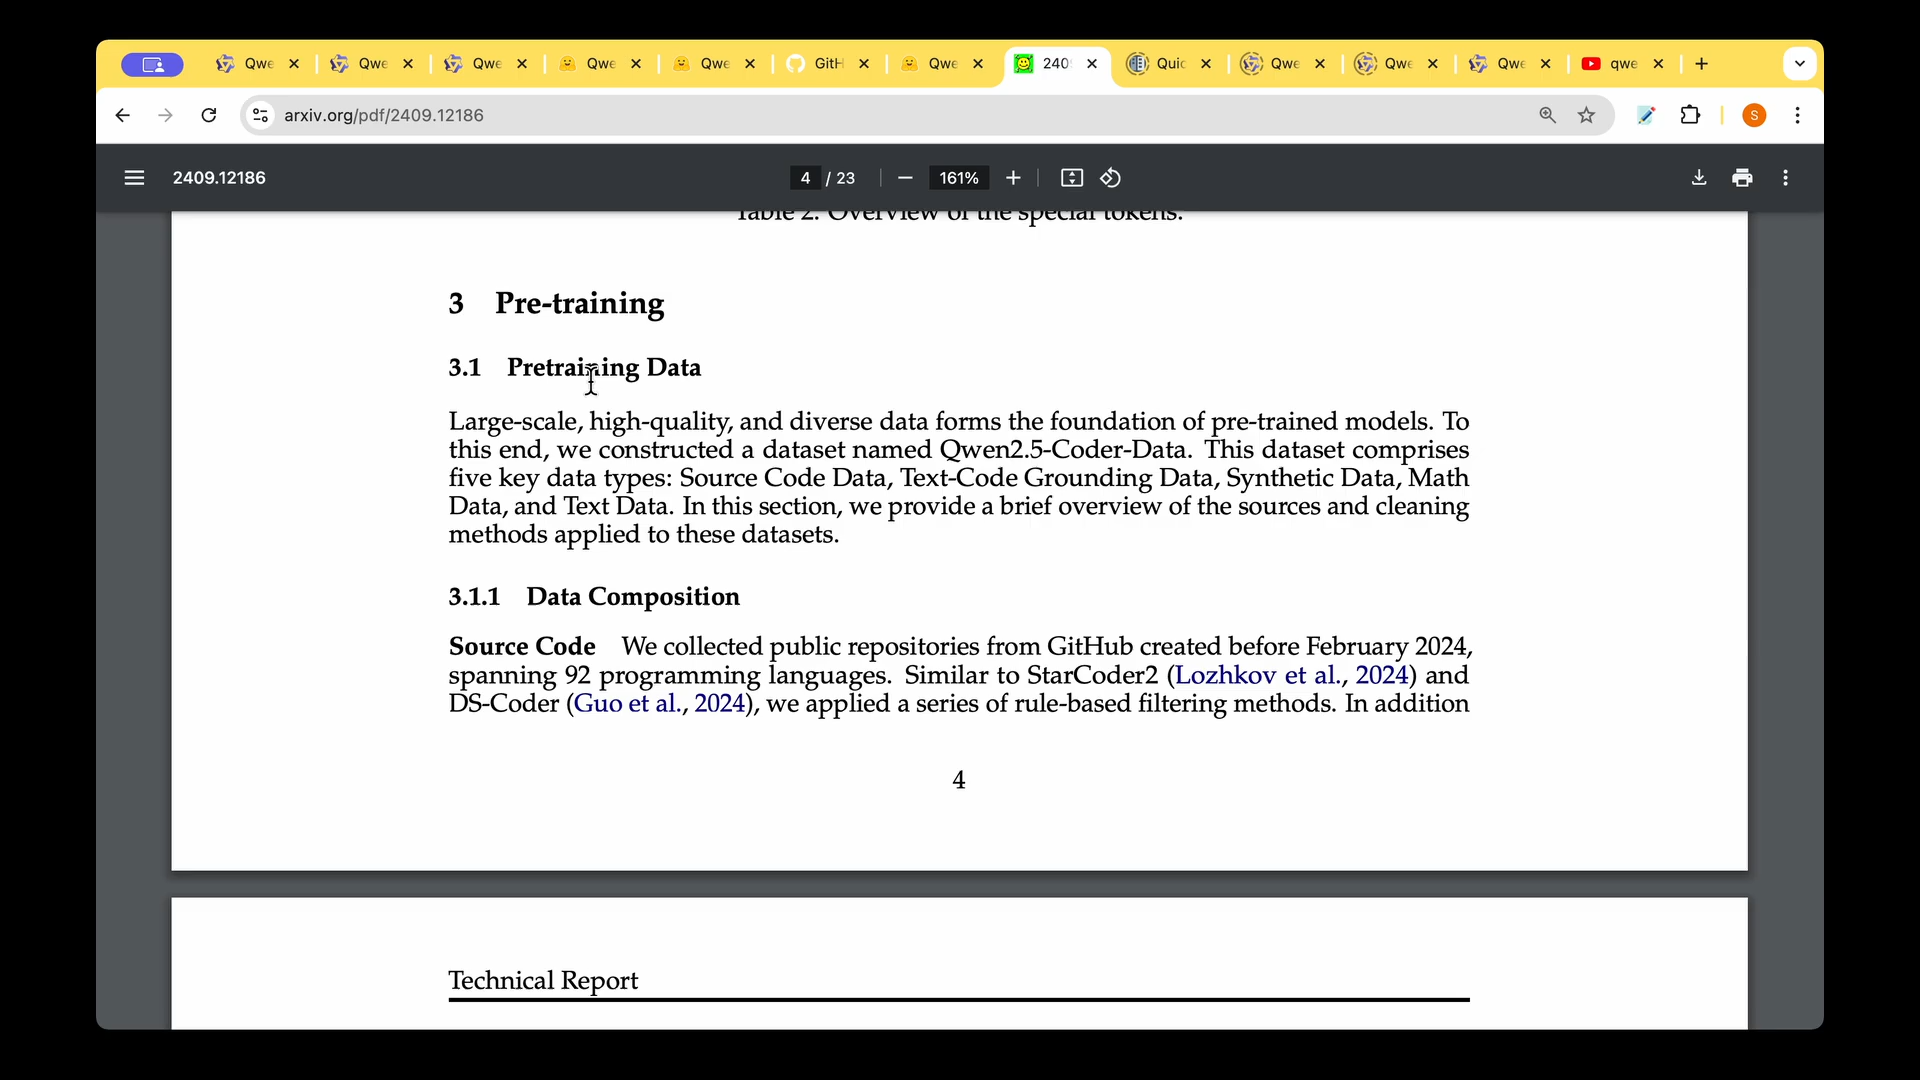 Qwe
Qwe
Qwe
Qwe
Qwe
GitH
Qwe
240
Quic
Qwe
Qwe
Qwe
qwe
arxiv.org/pdf/2409.12186
S
2409.12186
4 / 23
161%
Table 2: Overview of the special tokens.
3 Pre-training
3.1 Pretraining Data
Large-scale, high-quality, and diverse data forms the foundation of pre-trained models. To
this end, we constructed a dataset named Qwen2.5-Coder-Data. This dataset comprises
five key data types: Source Code Data, Text-Code Grounding Data, Synthetic Data, Math
Data, and Text Data. In this section, we provide a brief overview of the sources and cleaning
methods applied to these datasets.
3.1.1 Data Composition
Source Code We collected public repositories from GitHub created before February 2024,
spanning 92 programming languages. Similar to StarCoder2 (Lozhkov et al., 2024) and
DS-Coder (Guo et al., 2024), we applied a series of rule-based filtering methods. In addition
4
Technical Report